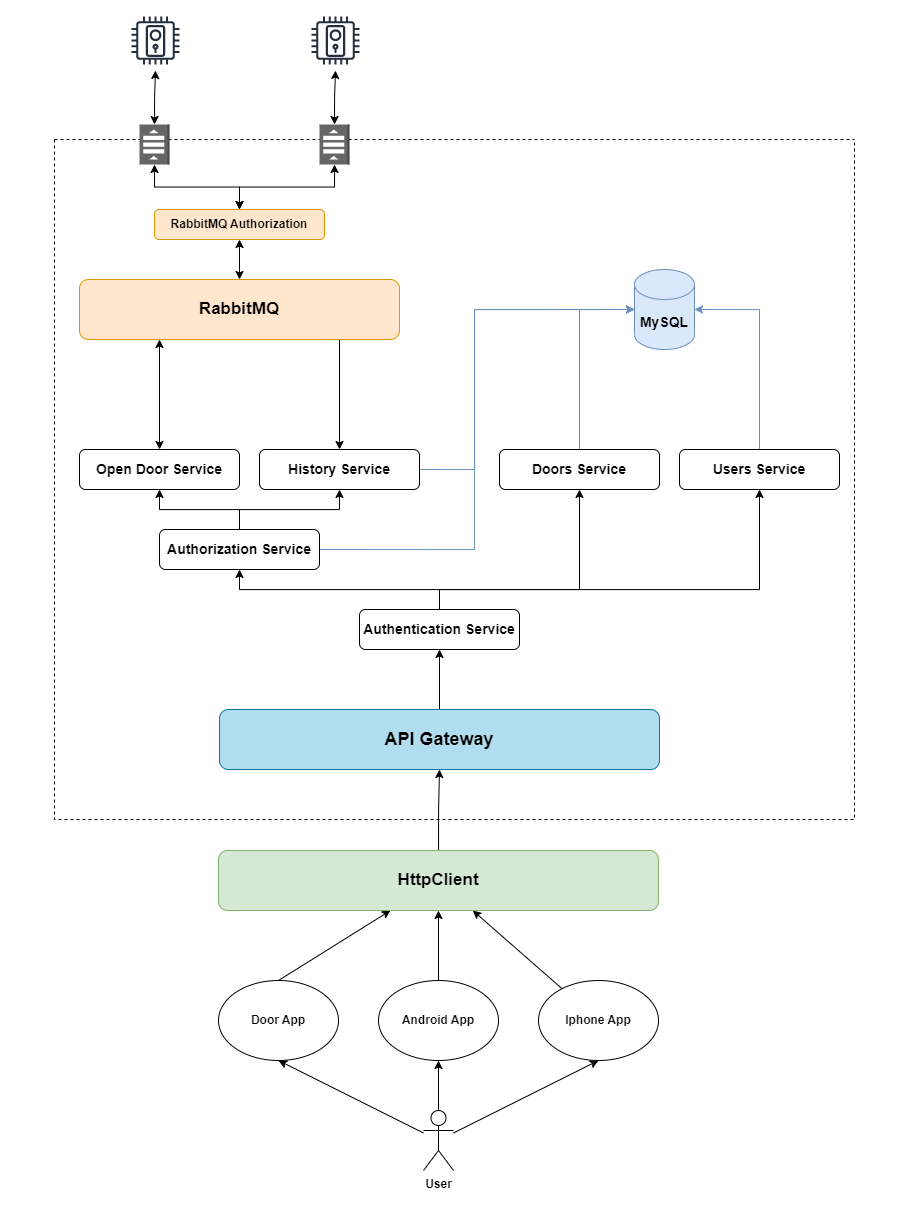 RabbitMQ Authorization
RabbitMQ
MySQL
Open Door Service
History Service
Doors Service
Users Service
Authorization Service
Authentication Service
API Gateway
HttpClient
Door App
Android App
Iphone App
User